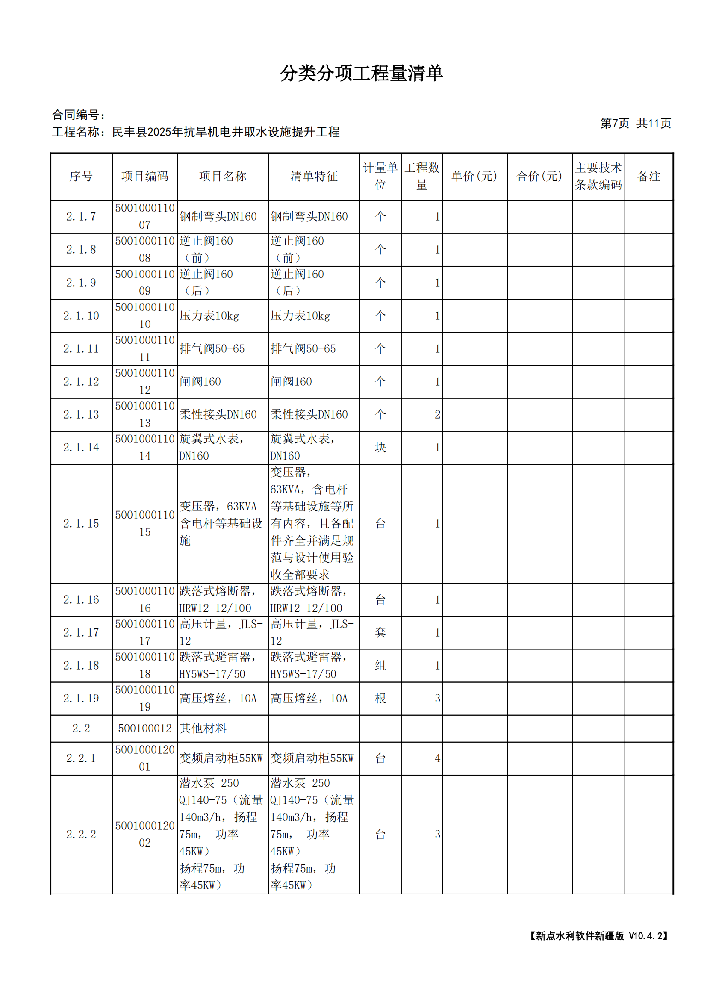 分类分项工程量清单
合同编号：
工程名称：民丰县2025年抗旱机电井取水设施提升工程
第7页 共11页
序号 项目编码 项目名称 清单特征 计量单位 工程数量 单价(元) 合价(元) 主要技术条款编码 备注
2.1.7 500100011007 钢制弯头DN160 钢制弯头DN160 个 1
2.1.8 500100011008 逆止阀160（前） 逆止阀160（前） 个 1
2.1.9 500100011009 逆止阀160（后） 逆止阀160（后） 个 1
2.1.10 500100011010 压力表10kg 压力表10kg 个 1
2.1.11 500100011011 排气阀50-65 排气阀50-65 个 1
2.1.12 500100011012 闸阀160 闸阀160 个 1
2.1.13 500100011013 柔性接头DN160 柔性接头DN160 个 2
2.1.14 500100011014 旋翼式水表，DN160 旋翼式水表，DN160 块 1
2.1.15 500100011015 变压器，63KVA含电杆等基础设施 变压器，63KVA，含电杆等基础设施等所有内容，且各配件齐全并满足规范与设计使用验收全部要求 台 1
2.1.16 500100011016 跌落式熔断器，HRW12-12/100 跌落式熔断器，HRW12-12/100 台 1
2.1.17 500100011017 高压计量，JLS-12 高压计量，JLS-12 套 1
2.1.18 500100011018 跌落式避雷器，HY5WS-17/50 跌落式避雷器，HY5WS-17/50 组 1
2.1.19 500100011019 高压熔丝，10A 高压熔丝，10A 根 3
2.2 500100012 其他材料
2.2.1 500100012001 变频启动柜55KW 变频启动柜55KW 台 4
2.2.2 500100012002 潜水泵 250QJ140-75（流量140m3/h，扬程75m， 功率45KW）扬程75m，功率45KW） 潜水泵 250QJ140-75（流量140m3/h，扬程75m， 功率45KW）扬程75m，功率45KW） 台 3
【新点水利软件新疆版 V10.4.2】